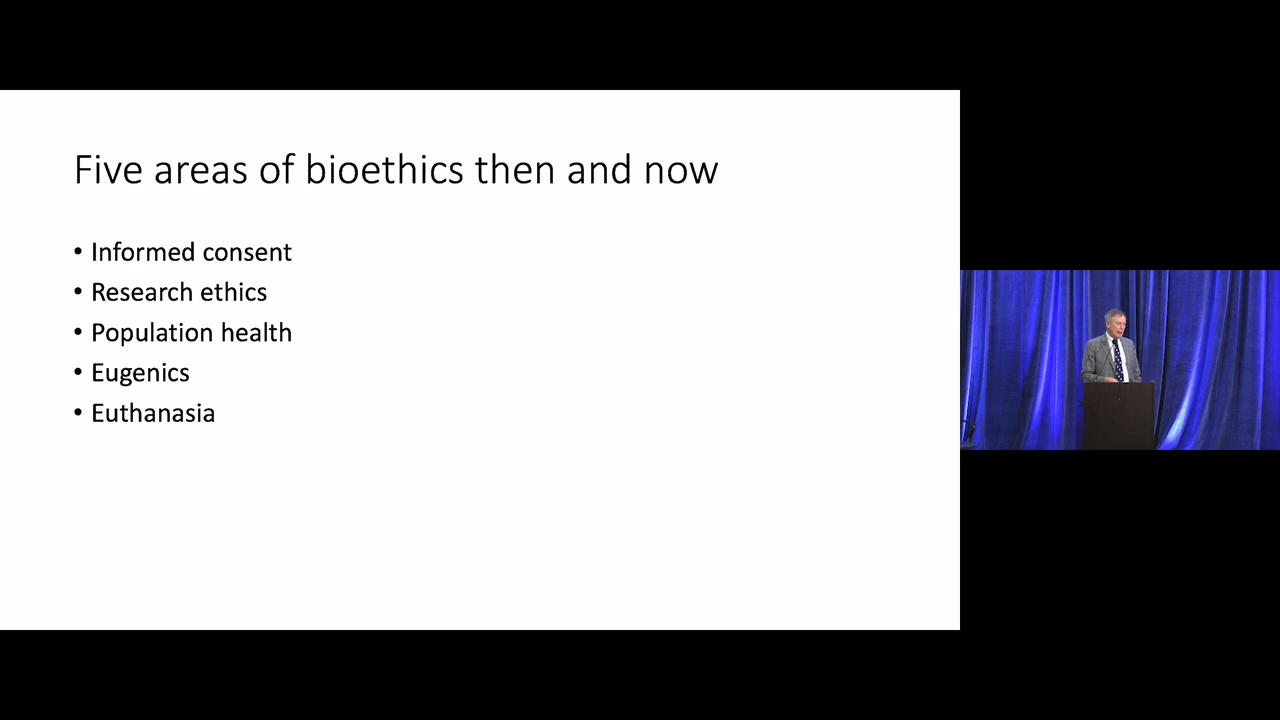 Five areas of bioethics then and now
• Informed consent
• Research ethics
• Population health
• Eugenics
• Euthanasia